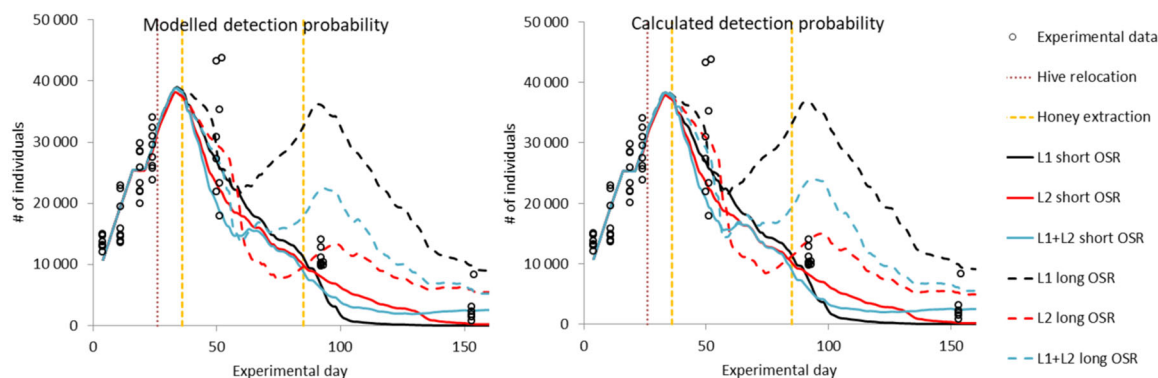 Modelled detection probability
50 000
40 000
30 000
20 000
10 000
0
# of individuals
0 50 100 150
Experimental day
Calculated detection probability
50 000
40 000
30 000
20 000
10 000
0
# of individuals
0 50 100 150
Experimental day
Experimental data
Hive relocation
Honey extraction
L1 short OSR
L2 short OSR
L1+L2 short OSR
L1 long OSR
L2 long OSR
L1+L2 long OSR